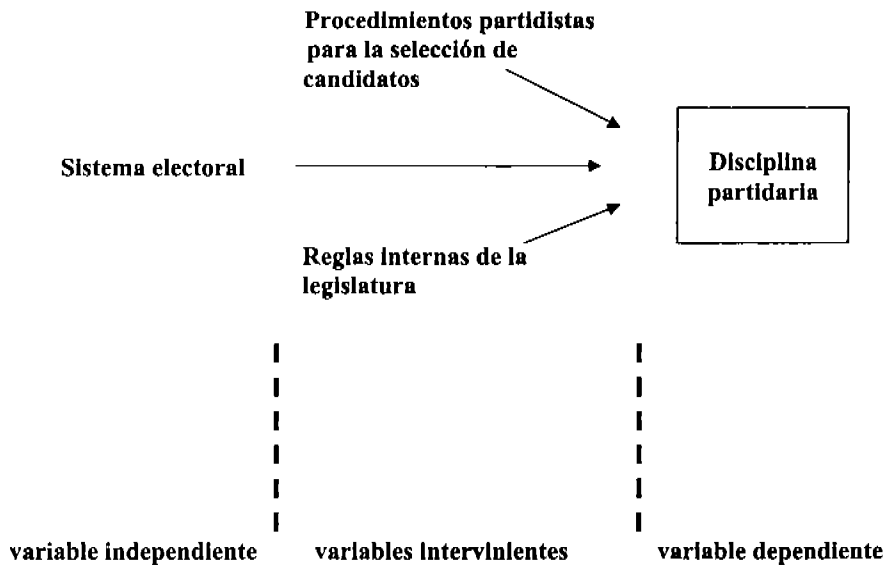 Procedimientos partidistas
para la selección de
candidatos
Sistema electoral
Disciplina
partidaria
Reglas internas de la
legislatura
variable independiente
variables intervinientes
variable dependiente